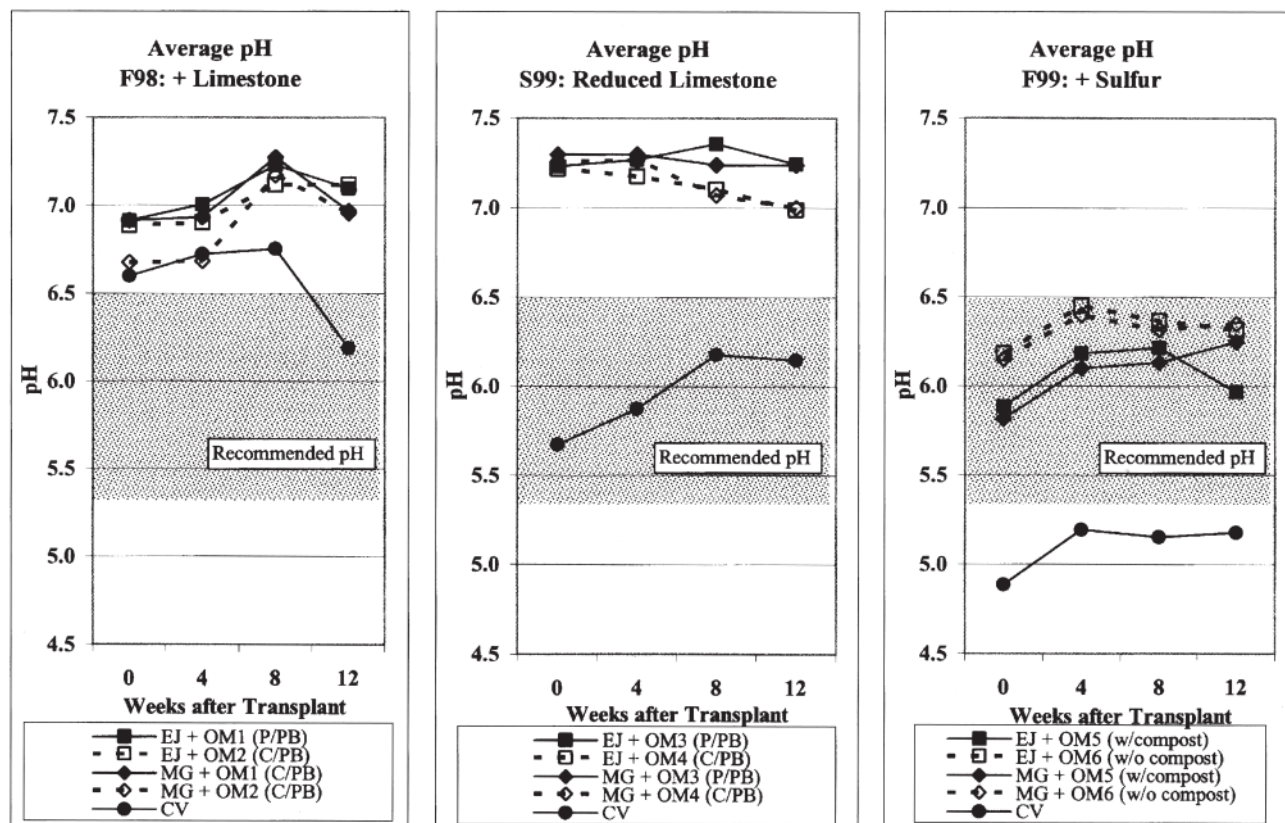 Average pH
F98: + Limestone
7.5
7.0
6.5
6.0
5.5
5.0
4.5
pH
Recommended pH
0 4 8 12
Weeks after Transplant
EJ + OM1 (P/PB)
EJ + OM2 (C/PB)
MG + OM1 (C/PB)
MG + OM2 (C/PB)
CV
Average pH
S99: Reduced Limestone
7.5
7.0
6.5
6.0
5.5
5.0
4.5
pH
Recommended pH
0 4 8 12
Weeks after Transplant
EJ + OM3 (P/PB)
EJ + OM4 (C/PB)
MG + OM3 (P/PB)
MG + OM4 (C/PB)
CV
Average pH
F99: + Sulfur
7.5
7.0
6.5
6.0
5.5
5.0
4.5
pH
Recommended pH
0 4 8 12
Weeks after Transplant
EJ + OM5 (w/compost)
EJ + OM6 (w/o compost)
MG + OM5 (w/compost)
MG + OM6 (w/o compost)
CV